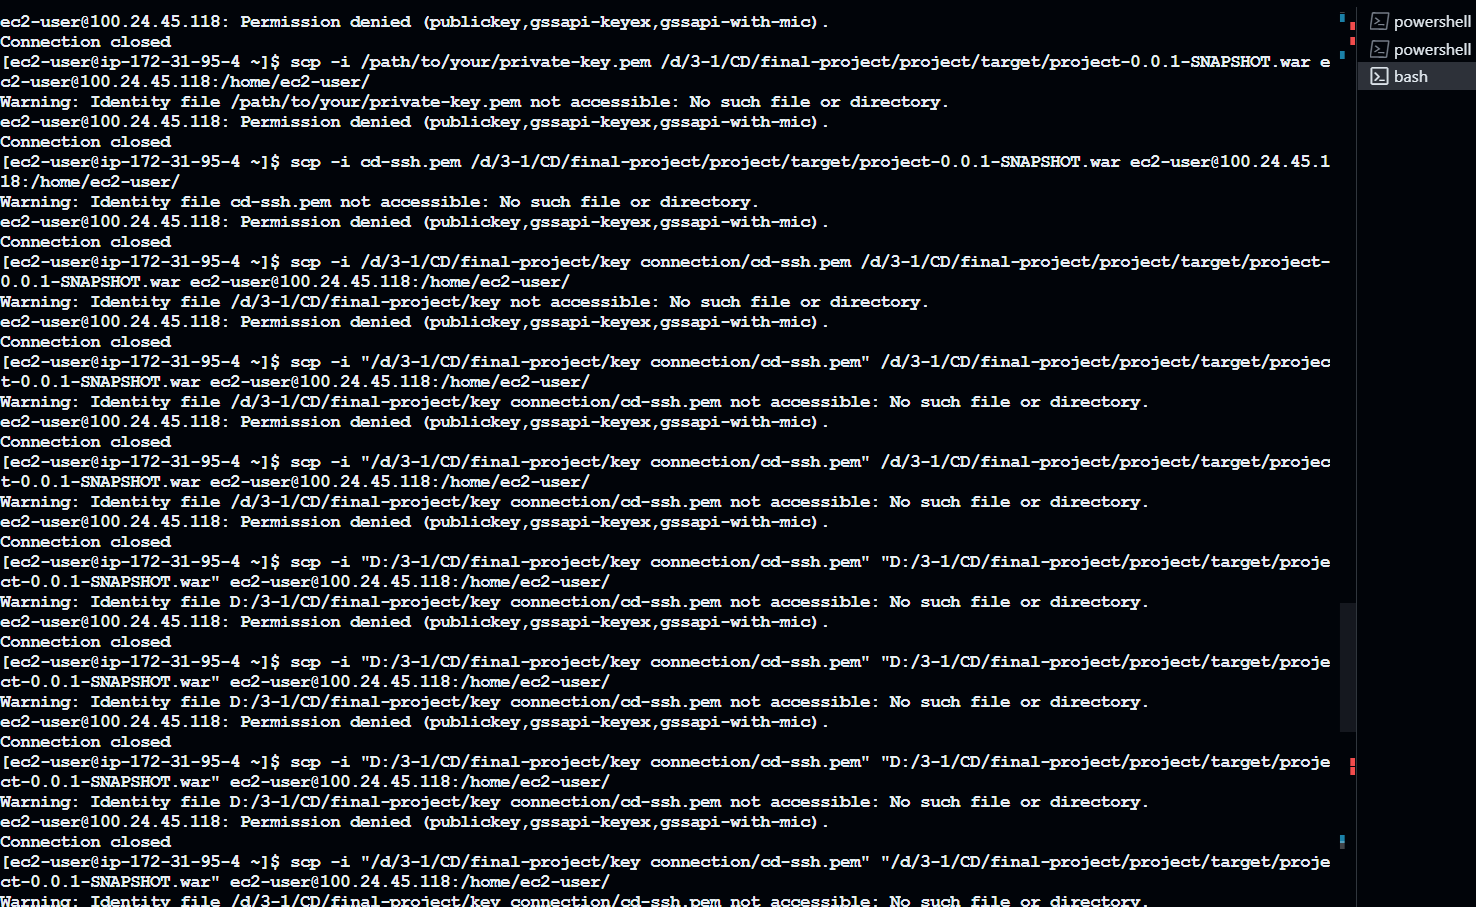 ec2-user@100.24.45.118: Permission denied (publickey,gssapi-keyex,gssapi-with-mic).
Connection closed
[ec2-user@ip-172-31-95-4 ~]$ scp -i /path/to/your/private-key.pem /d/3-1/CD/final-project/project/target/project-0.0.1-SNAPSHOT.war e
c2-user@100.24.45.118:/home/ec2-user/
Warning: Identity file /path/to/your/private-key.pem not accessible: No such file or directory.
ec2-user@100.24.45.118: Permission denied (publickey,gssapi-keyex,gssapi-with-mic).
Connection closed
[ec2-user@ip-172-31-95-4 ~]$ scp -i cd-ssh.pem /d/3-1/CD/final-project/project/target/project-0.0.1-SNAPSHOT.war ec2-user@100.24.45.1
18:/home/ec2-user/
Warning: Identity file cd-ssh.pem not accessible: No such file or directory.
ec2-user@100.24.45.118: Permission denied (publickey,gssapi-keyex,gssapi-with-mic).
Connection closed
[ec2-user@ip-172-31-95-4 ~]$ scp -i /d/3-1/CD/final-project/key connection/cd-ssh.pem /d/3-1/CD/final-project/project/target/project-
0.0.1-SNAPSHOT.war ec2-user@100.24.45.118:/home/ec2-user/
Warning: Identity file /d/3-1/CD/final-project/key not accessible: No such file or directory.
ec2-user@100.24.45.118: Permission denied (publickey,gssapi-keyex,gssapi-with-mic).
Connection closed
[ec2-user@ip-172-31-95-4 ~]$ scp -i "/d/3-1/CD/final-project/key connection/cd-ssh.pem" /d/3-1/CD/final-project/project/target/projec
t-0.0.1-SNAPSHOT.war ec2-user@100.24.45.118:/home/ec2-user/
Warning: Identity file /d/3-1/CD/final-project/key connection/cd-ssh.pem not accessible: No such file or directory.
ec2-user@100.24.45.118: Permission denied (publickey,gssapi-keyex,gssapi-with-mic).
Connection closed
[ec2-user@ip-172-31-95-4 ~]$ scp -i "/d/3-1/CD/final-project/key connection/cd-ssh.pem" /d/3-1/CD/final-project/project/target/projec
t-0.0.1-SNAPSHOT.war ec2-user@100.24.45.118:/home/ec2-user/
Warning: Identity file /d/3-1/CD/final-project/key connection/cd-ssh.pem not accessible: No such file or directory.
ec2-user@100.24.45.118: Permission denied (publickey,gssapi-keyex,gssapi-with-mic).
Connection closed
[ec2-user@ip-172-31-95-4 ~]$ scp -i "D:/3-1/CD/final-project/key connection/cd-ssh.pem" "D:/3-1/CD/final-project/project/target/proje
ct-0.0.1-SNAPSHOT.war" ec2-user@100.24.45.118:/home/ec2-user/
Warning: Identity file D:/3-1/CD/final-project/key connection/cd-ssh.pem not accessible: No such file or directory.
ec2-user@100.24.45.118: Permission denied (publickey,gssapi-keyex,gssapi-with-mic).
Connection closed
[ec2-user@ip-172-31-95-4 ~]$ scp -i "D:/3-1/CD/final-project/key connection/cd-ssh.pem" "D:/3-1/CD/final-project/project/target/proje
ct-0.0.1-SNAPSHOT.war" ec2-user@100.24.45.118:/home/ec2-user/
Warning: Identity file D:/3-1/CD/final-project/key connection/cd-ssh.pem not accessible: No such file or directory.
ec2-user@100.24.45.118: Permission denied (publickey,gssapi-keyex,gssapi-with-mic).
Connection closed
[ec2-user@ip-172-31-95-4 ~]$ scp -i "D:/3-1/CD/final-project/key connection/cd-ssh.pem" "D:/3-1/CD/final-project/project/target/proje
ct-0.0.1-SNAPSHOT.war" ec2-user@100.24.45.118:/home/ec2-user/
Warning: Identity file D:/3-1/CD/final-project/key connection/cd-ssh.pem not accessible: No such file or directory.
ec2-user@100.24.45.118: Permission denied (publickey,gssapi-keyex,gssapi-with-mic).
Connection closed
[ec2-user@ip-172-31-95-4 ~]$ scp -i "/d/3-1/CD/final-project/key connection/cd-ssh.pem" "/d/3-1/CD/final-project/project/target/proje
ct-0.0.1-SNAPSHOT.war" ec2-user@100.24.45.118:/home/ec2-user/
Warning: Identity file /d/3-1/CD/final-project/key connection/cd-ssh.pem not accessible: No such file or directory.
powershell
powershell
bash